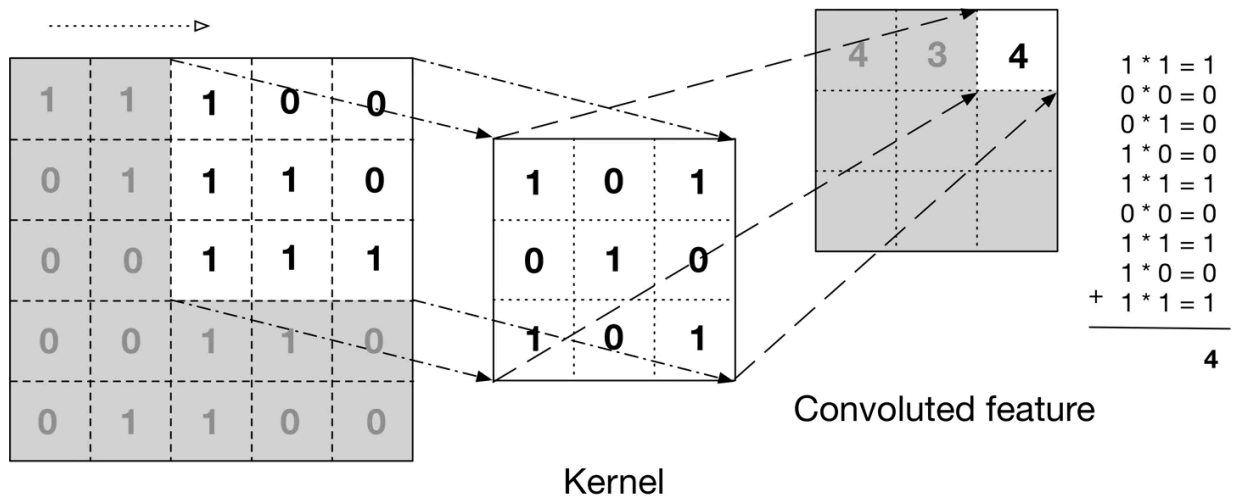 1 1 1 0 0
0 1 1 1 0
0 0 1 1 1
0 0 1 1 0
0 1 1 0 0
1 0 1
0 1 0
1 0 1
Kernel
4 3 4
Convoluted feature
1 * 1 = 1
0 * 0 = 0
0 * 1 = 0
1 * 0 = 0
1 * 1 = 1
0 * 0 = 0
1 * 1 = 1
1 * 0 = 0
+ 1 * 1 = 1
4